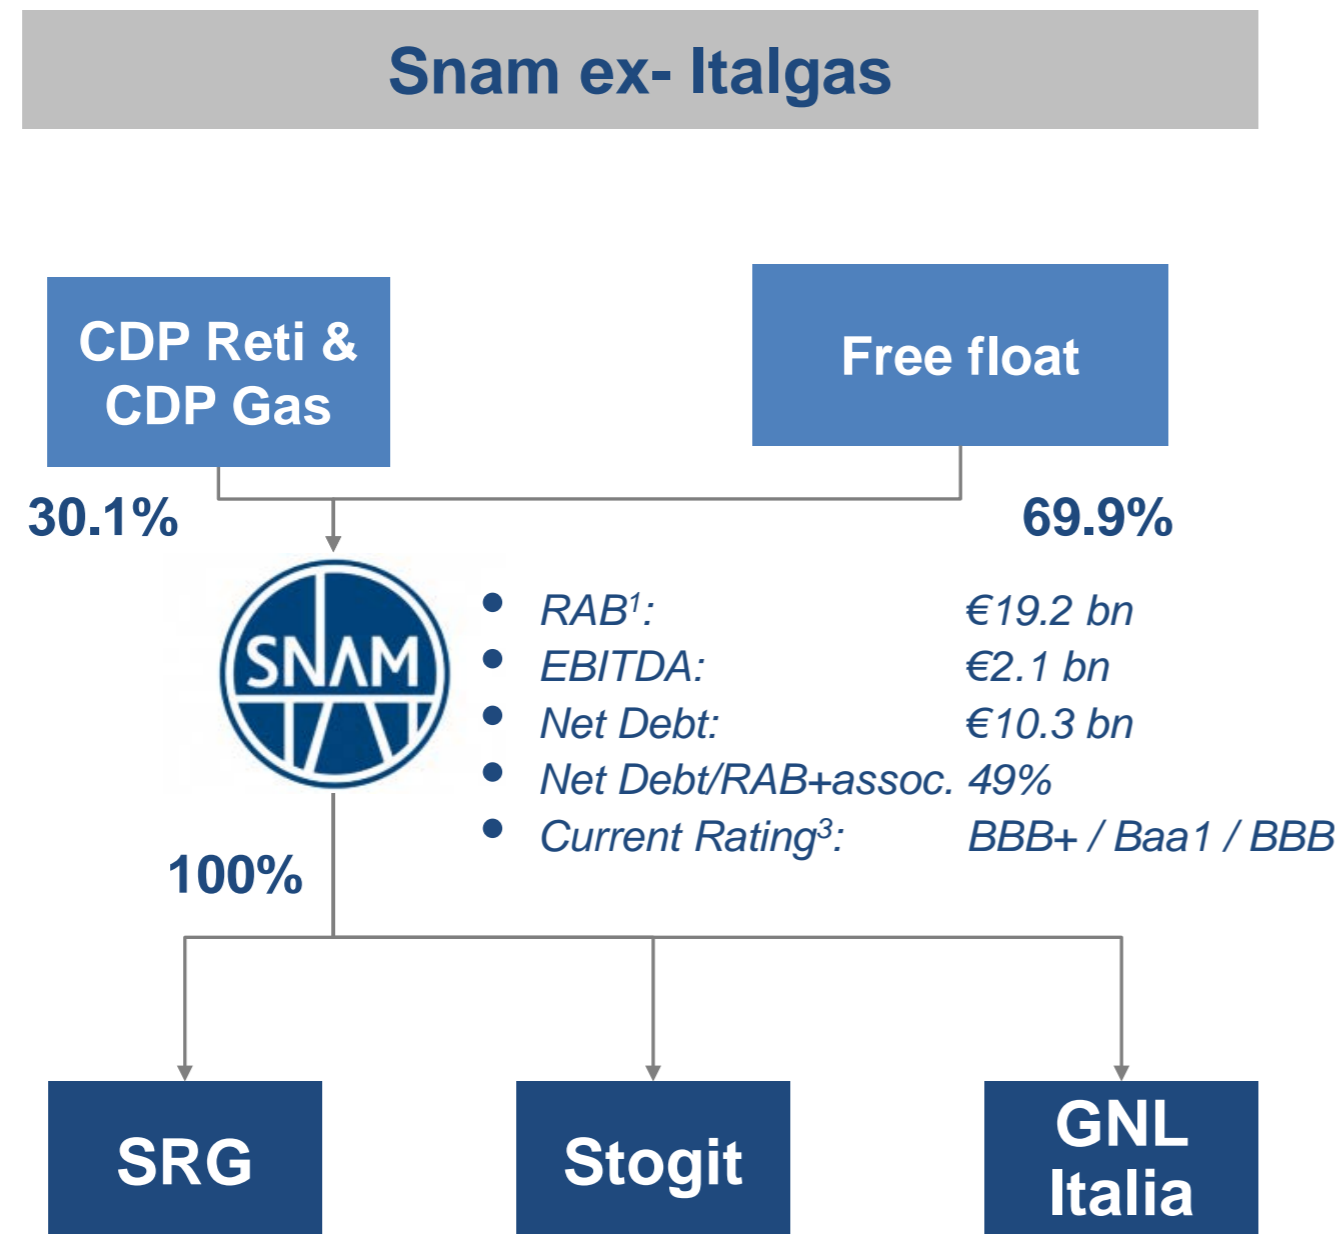 Snam ex- Italgas
CDP Reti &
CDP Gas
Free float
30.1%
69.9%
SNAM
● RAB¹: €19.2 bn
● EBITDA: €2.1 bn
● Net Debt: €10.3 bn
● Net Debt/RAB+assoc. 49%
● Current Rating³: BBB+ / Baa1 / BBB
100%
SRG
Stogit
GNL
Italia